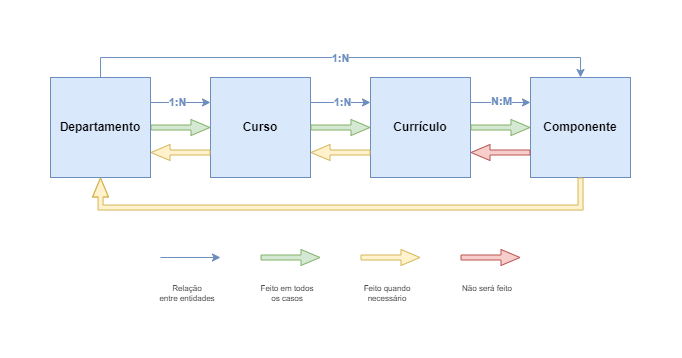 1:N
1:N
1:N
N:M
Departamento
Curso
Currículo
Componente
Relação
entre entidades
Feito em todos
os casos
Feito quando
necessário
Não será feito